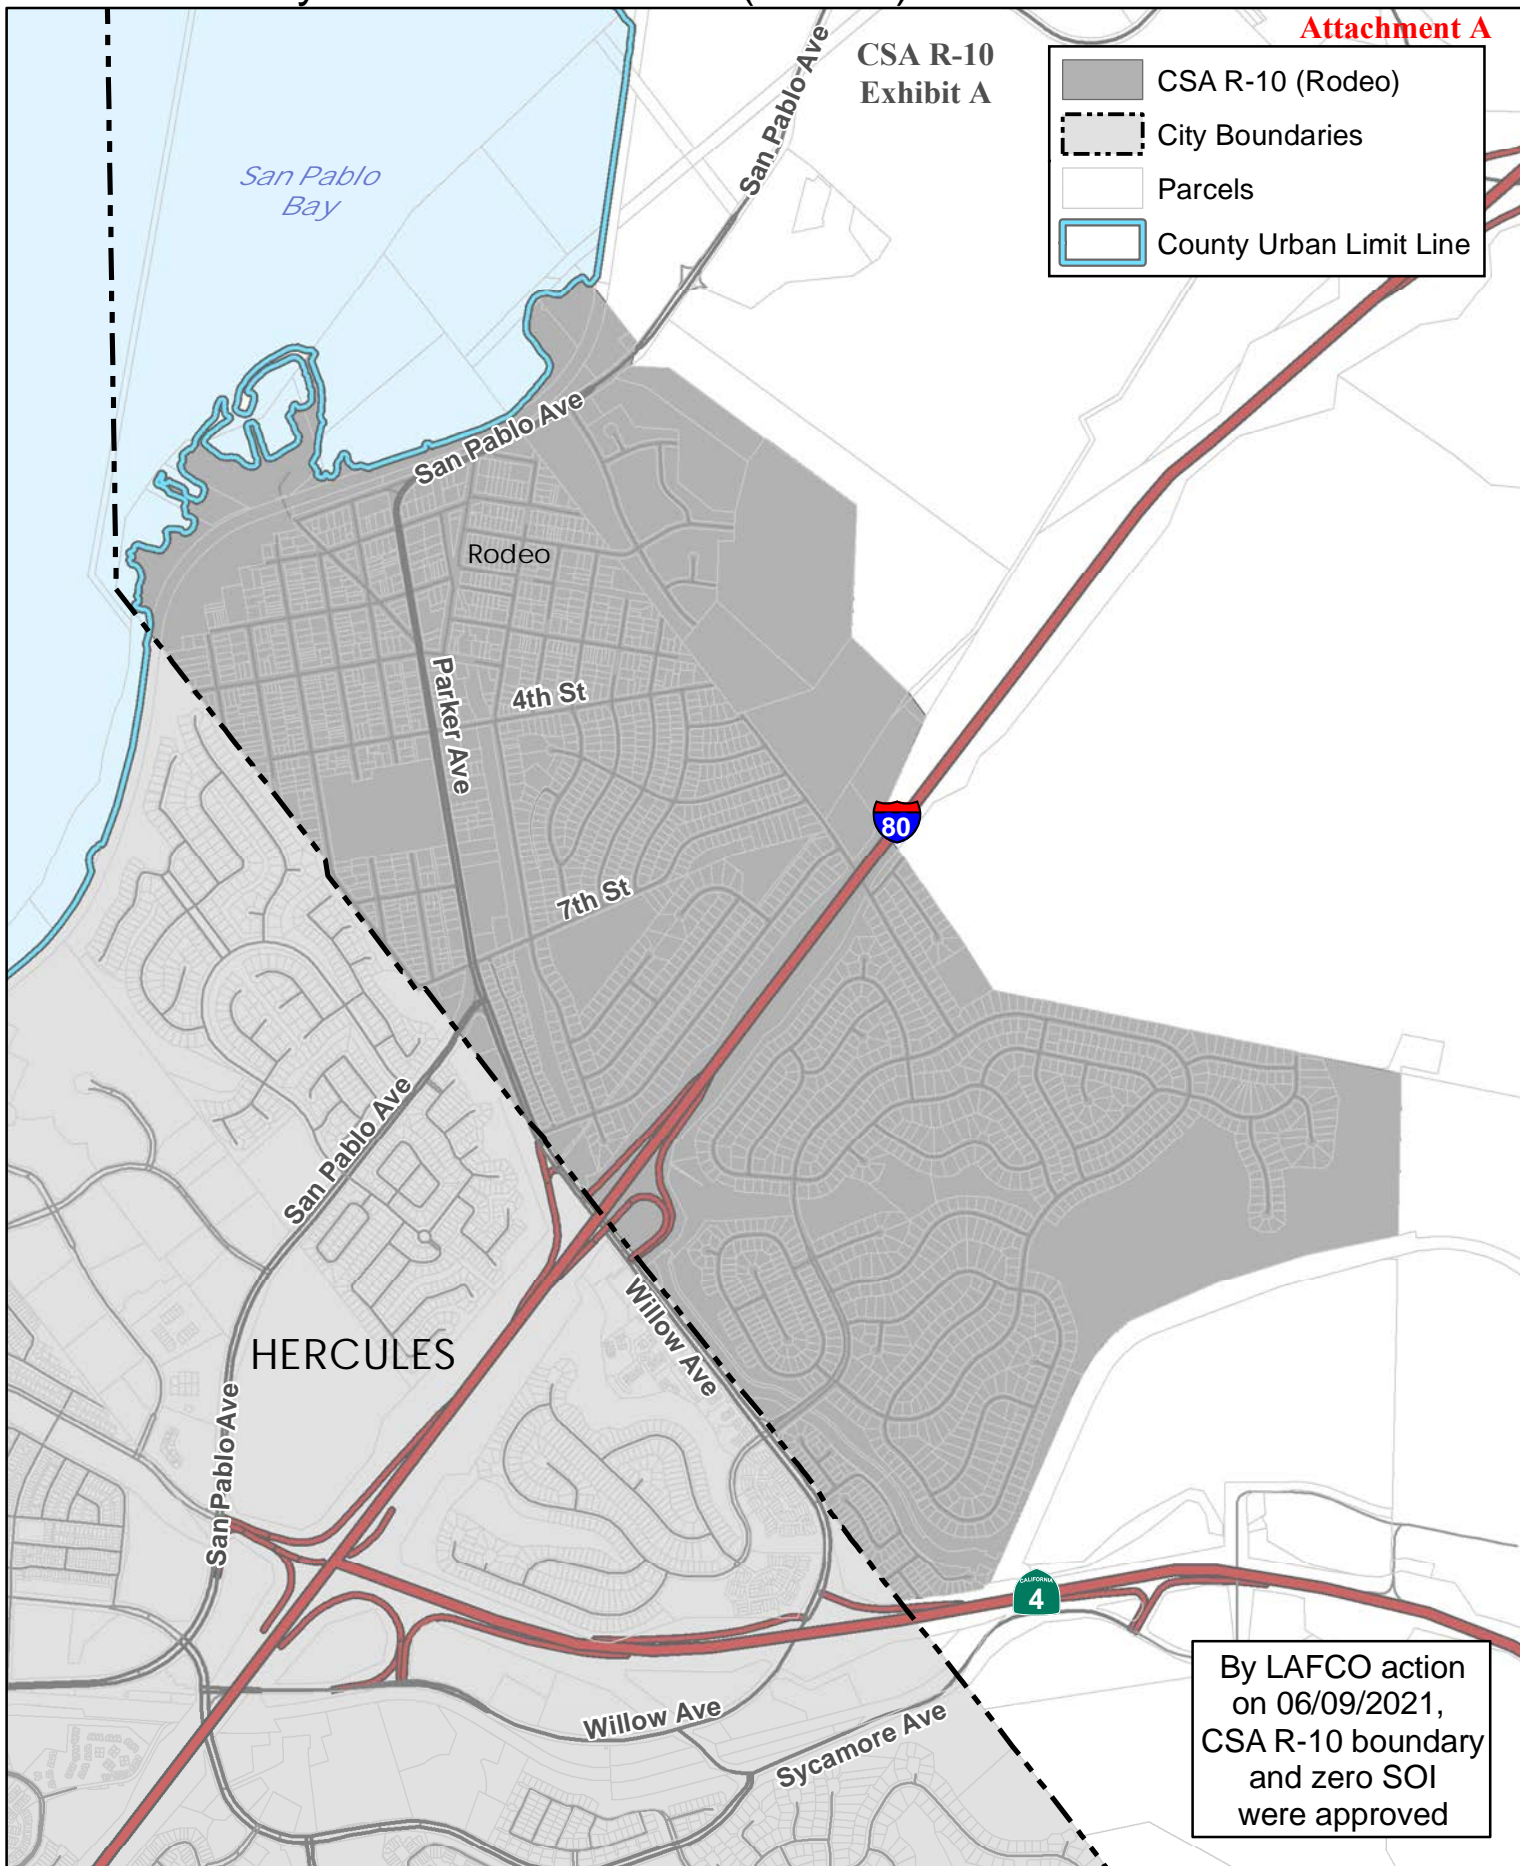 Attachment A
CSA R-10
Exhibit A
CSA R-10 (Rodeo)
City Boundaries
Parcels
County Urban Limit Line
San Pablo Ave
San Pablo
Bay
San Pablo Ave
Rodeo
Parker Ave
4th St
80
7th St
San Pablo Ave
Willow Ave
HERCULES
San Pablo Ave
CALIFORNIA
4
Willow Ave
Sycamore Ave
By LAFCO action
on 06/09/2021,
CSA R-10 boundary
and zero SOI
were approved